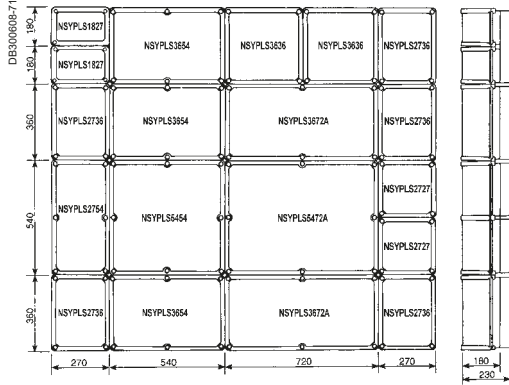 DB300608-71
180
NSYPLS1827
NSYPLS3654
NSYPLS3636
NSYPLS3636
NSYPLS2736
180
NSYPLS1827
360
NSYPLS2736
NSYPLS3654
NSYPLS3672A
NSYPLS2736
540
NSYPLS2754
NSYPLS5454
NSYPLS5472A
NSYPLS2727
NSYPLS2727
360
NSYPLS2736
NSYPLS3654
NSYPLS3672A
NSYPLS2736
270
540
720
270
180
230